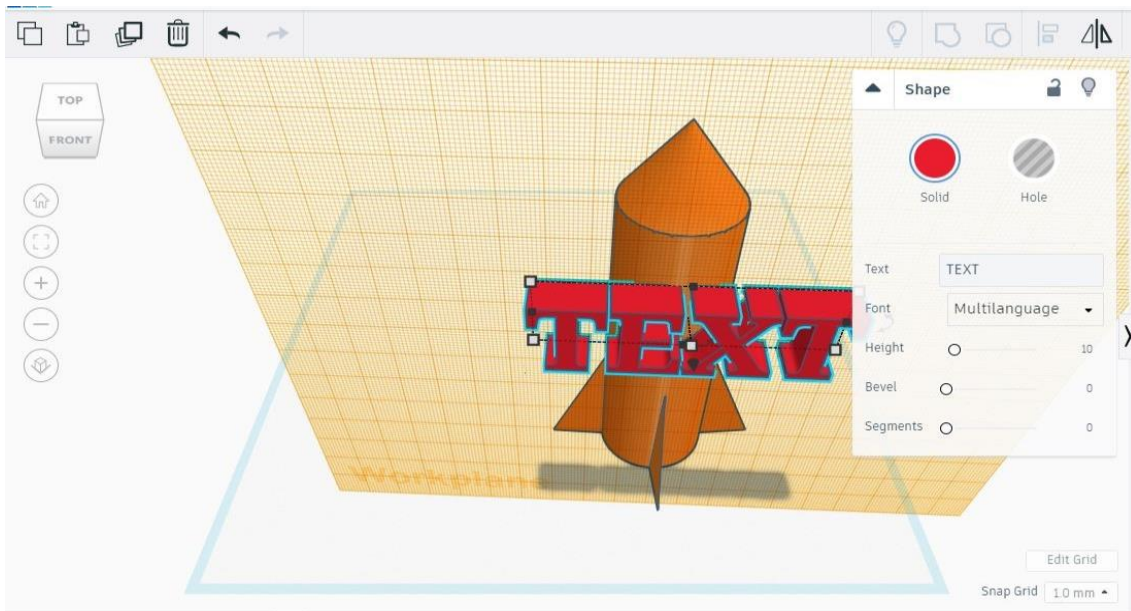 TOP
FRONT
Shape
Solid
Hole
Text TEXT
Font Multilanguage
Height 10
Bevel 0
Segments 0
TEXT
Workplane
Edit Grid
Snap Grid 1.0 mm